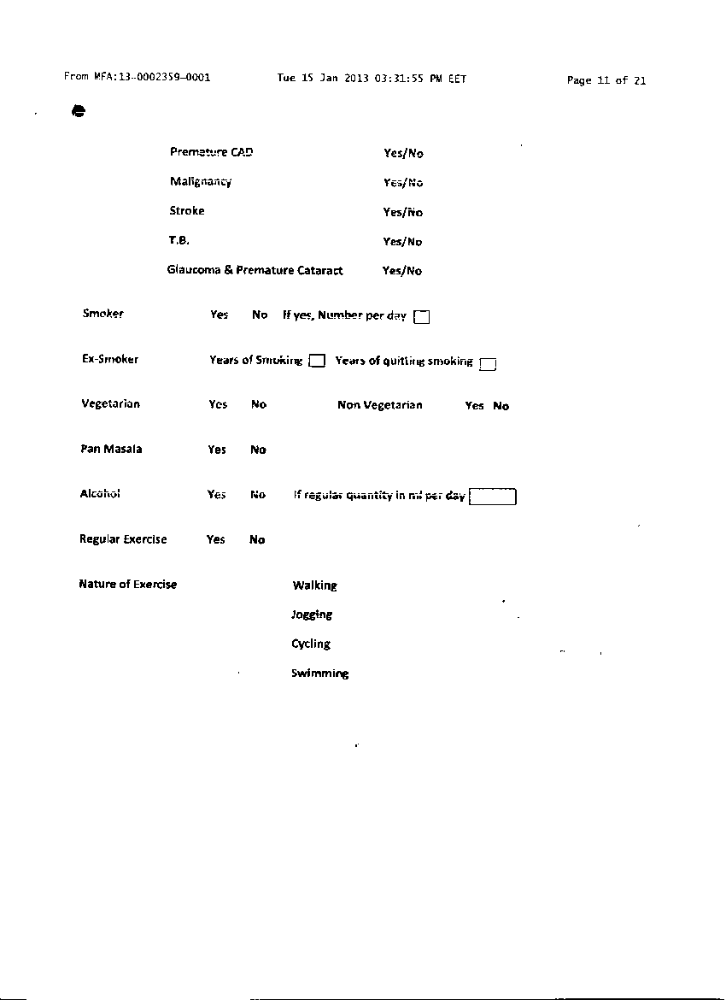 From MFA:13-0002359-0001 Tue 15 Jan 2013 03:31:55 PM EET Page 11 of 21
Premature CAD Yes/No
Malignancy Yes/No
Stroke Yes/No
T.B. Yes/No
Glaucoma & Premature Cataract Yes/No
Smoker Yes No If yes, Number per day
Ex-Smoker Years of Smoking Years of quitting smoking
Vegetarian Yes No Non Vegetarian Yes No
Pan Masala Yes No
Alcohol Yes No If regular quantity in ml per day
Regular Exercise Yes No
Nature of Exercise Walking
Jogging
Cycling
Swimming